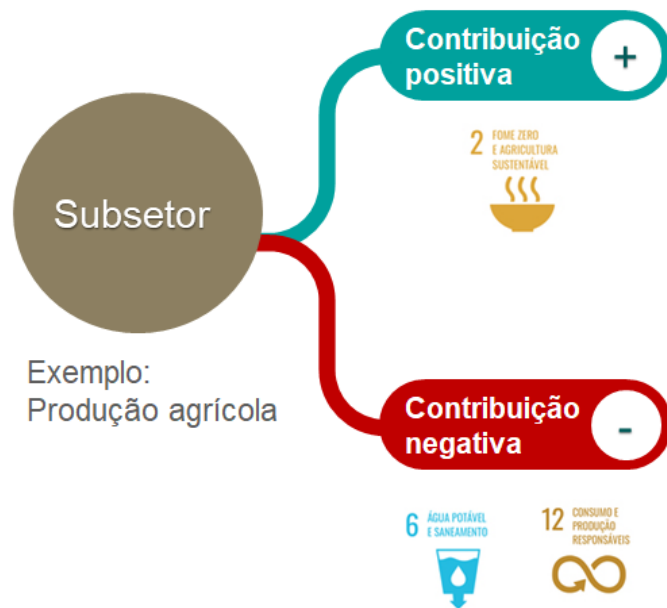 Contribuição
positiva
+
2 FOME ZERO
E AGRICULTURA
SUSTENTÁVEL
Subsetor
Exemplo:
Produção agrícola
Contribuição
negativa
-
6 ÁGUA POTÁVEL
E SANEAMENTO
12 CONSUMO E
PRODUÇÃO
RESPONSÁVEIS